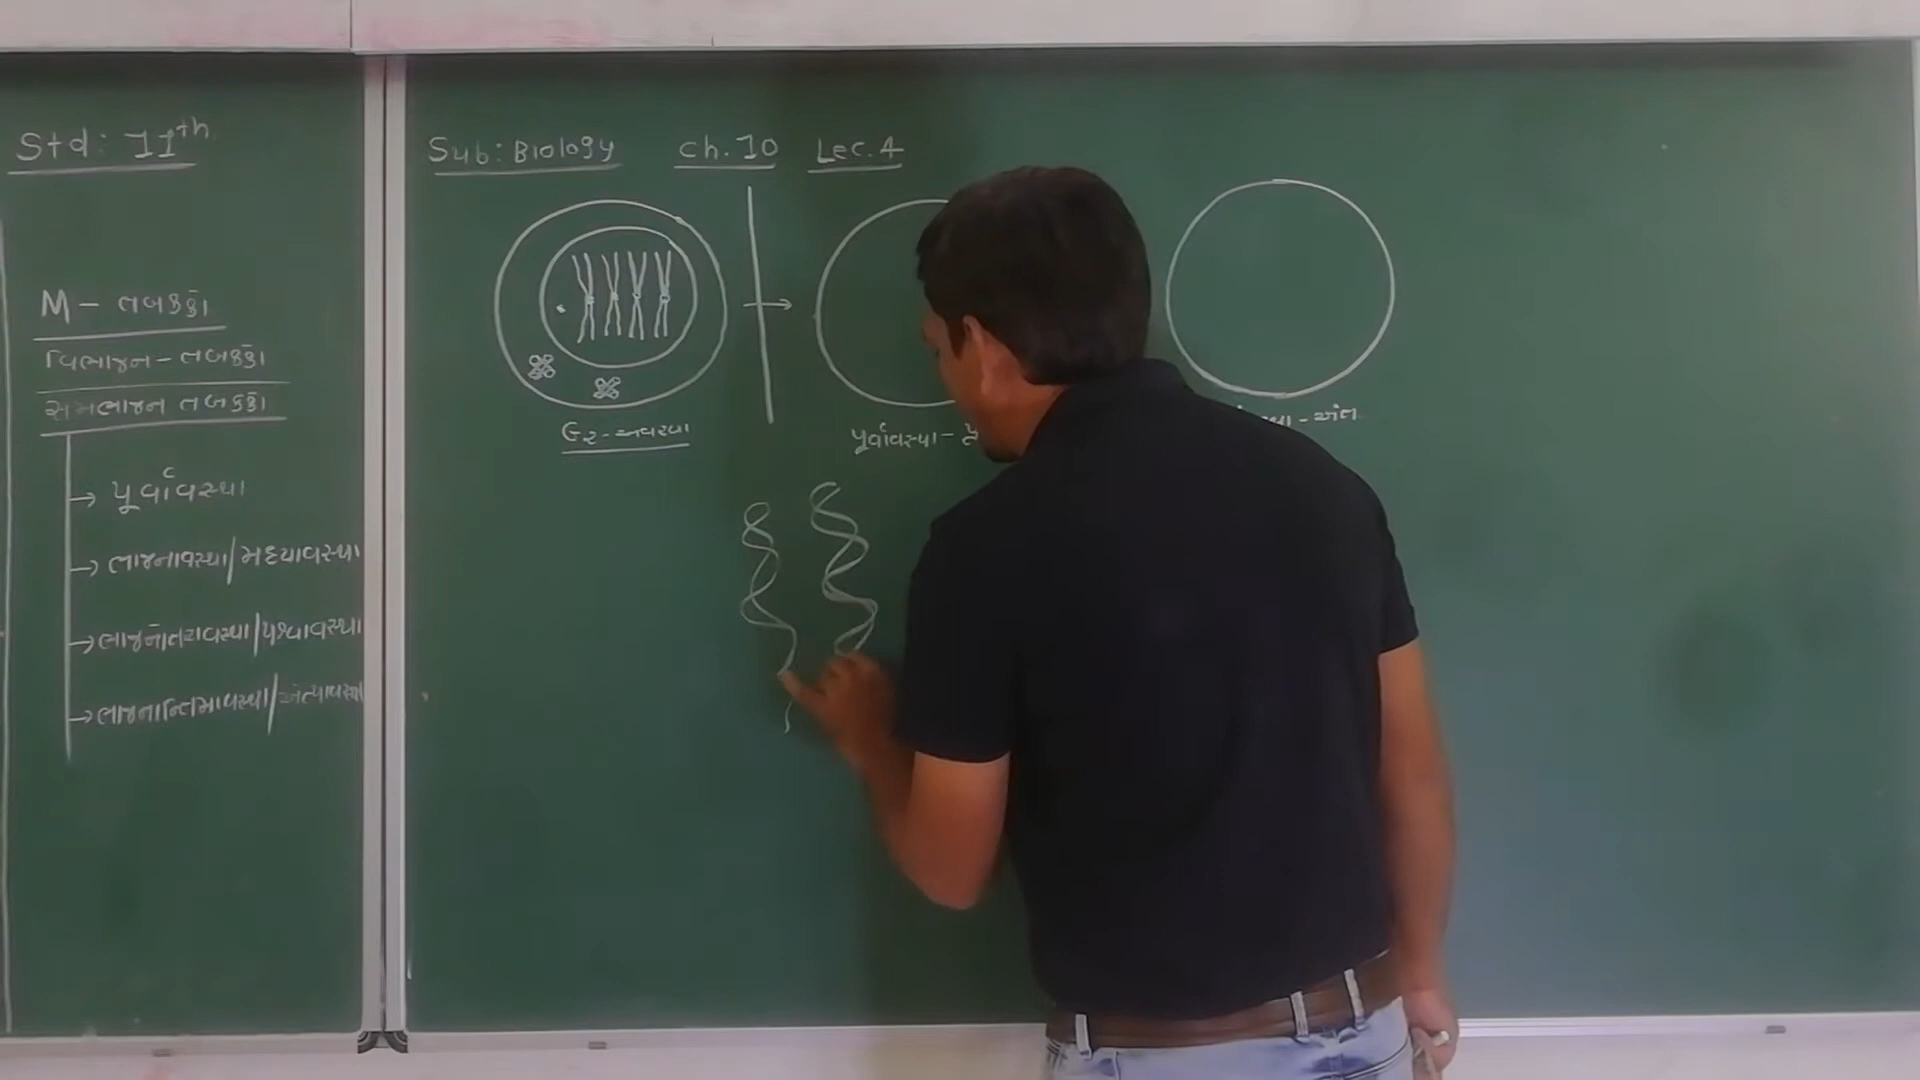 Std: 11th
M - તબક્કો
વિભાજન - તબક્કો
સમભાજન તબક્કો
→ પૂર્વાવસ્થા
→ ભાજનાવસ્થા/મધ્યાવસ્થા
→ ભાજનોત્તરાવસ્થા/પશ્ચાવસ્થા
→ ભાજનાન્તિમાવસ્થા/અંત્યાવસ્થા
Sub: Biology Ch. 10 Lec. 4
G2 - અવસ્થા
પૂર્વાવસ્થા -
- અંત